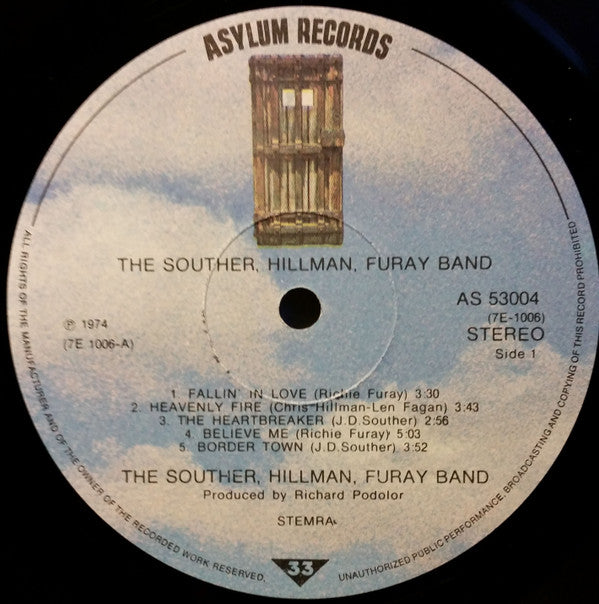 ASYLUM RECORDS
THE SOUTHER, HILLMAN, FURAY BAND
℗ 1974
(7E 1006-A)
AS 53004
(7E-1006)
STEREO
Side 1
1. FALLIN' IN LOVE (Richie Furay) 3:30
2. HEAVENLY FIRE (Chris Hillman-Len Fagan) 3:43
3. THE HEARTBREAKER (J.D.Souther) 2:56
4. BELIEVE ME (Richie Furay) 5:03
5. BORDER TOWN (J.D.Souther) 3:52
THE SOUTHER, HILLMAN, FURAY BAND
Produced by Richard Podolor
STEMRA
33
ALL RIGHTS OF THE MANUFACTURER AND OF THE OWNER OF THE RECORDED WORK RESERVED.
UNAUTHORIZED PUBLIC PERFORMANCE, BROADCASTING AND COPYING OF THIS RECORD PROHIBITED